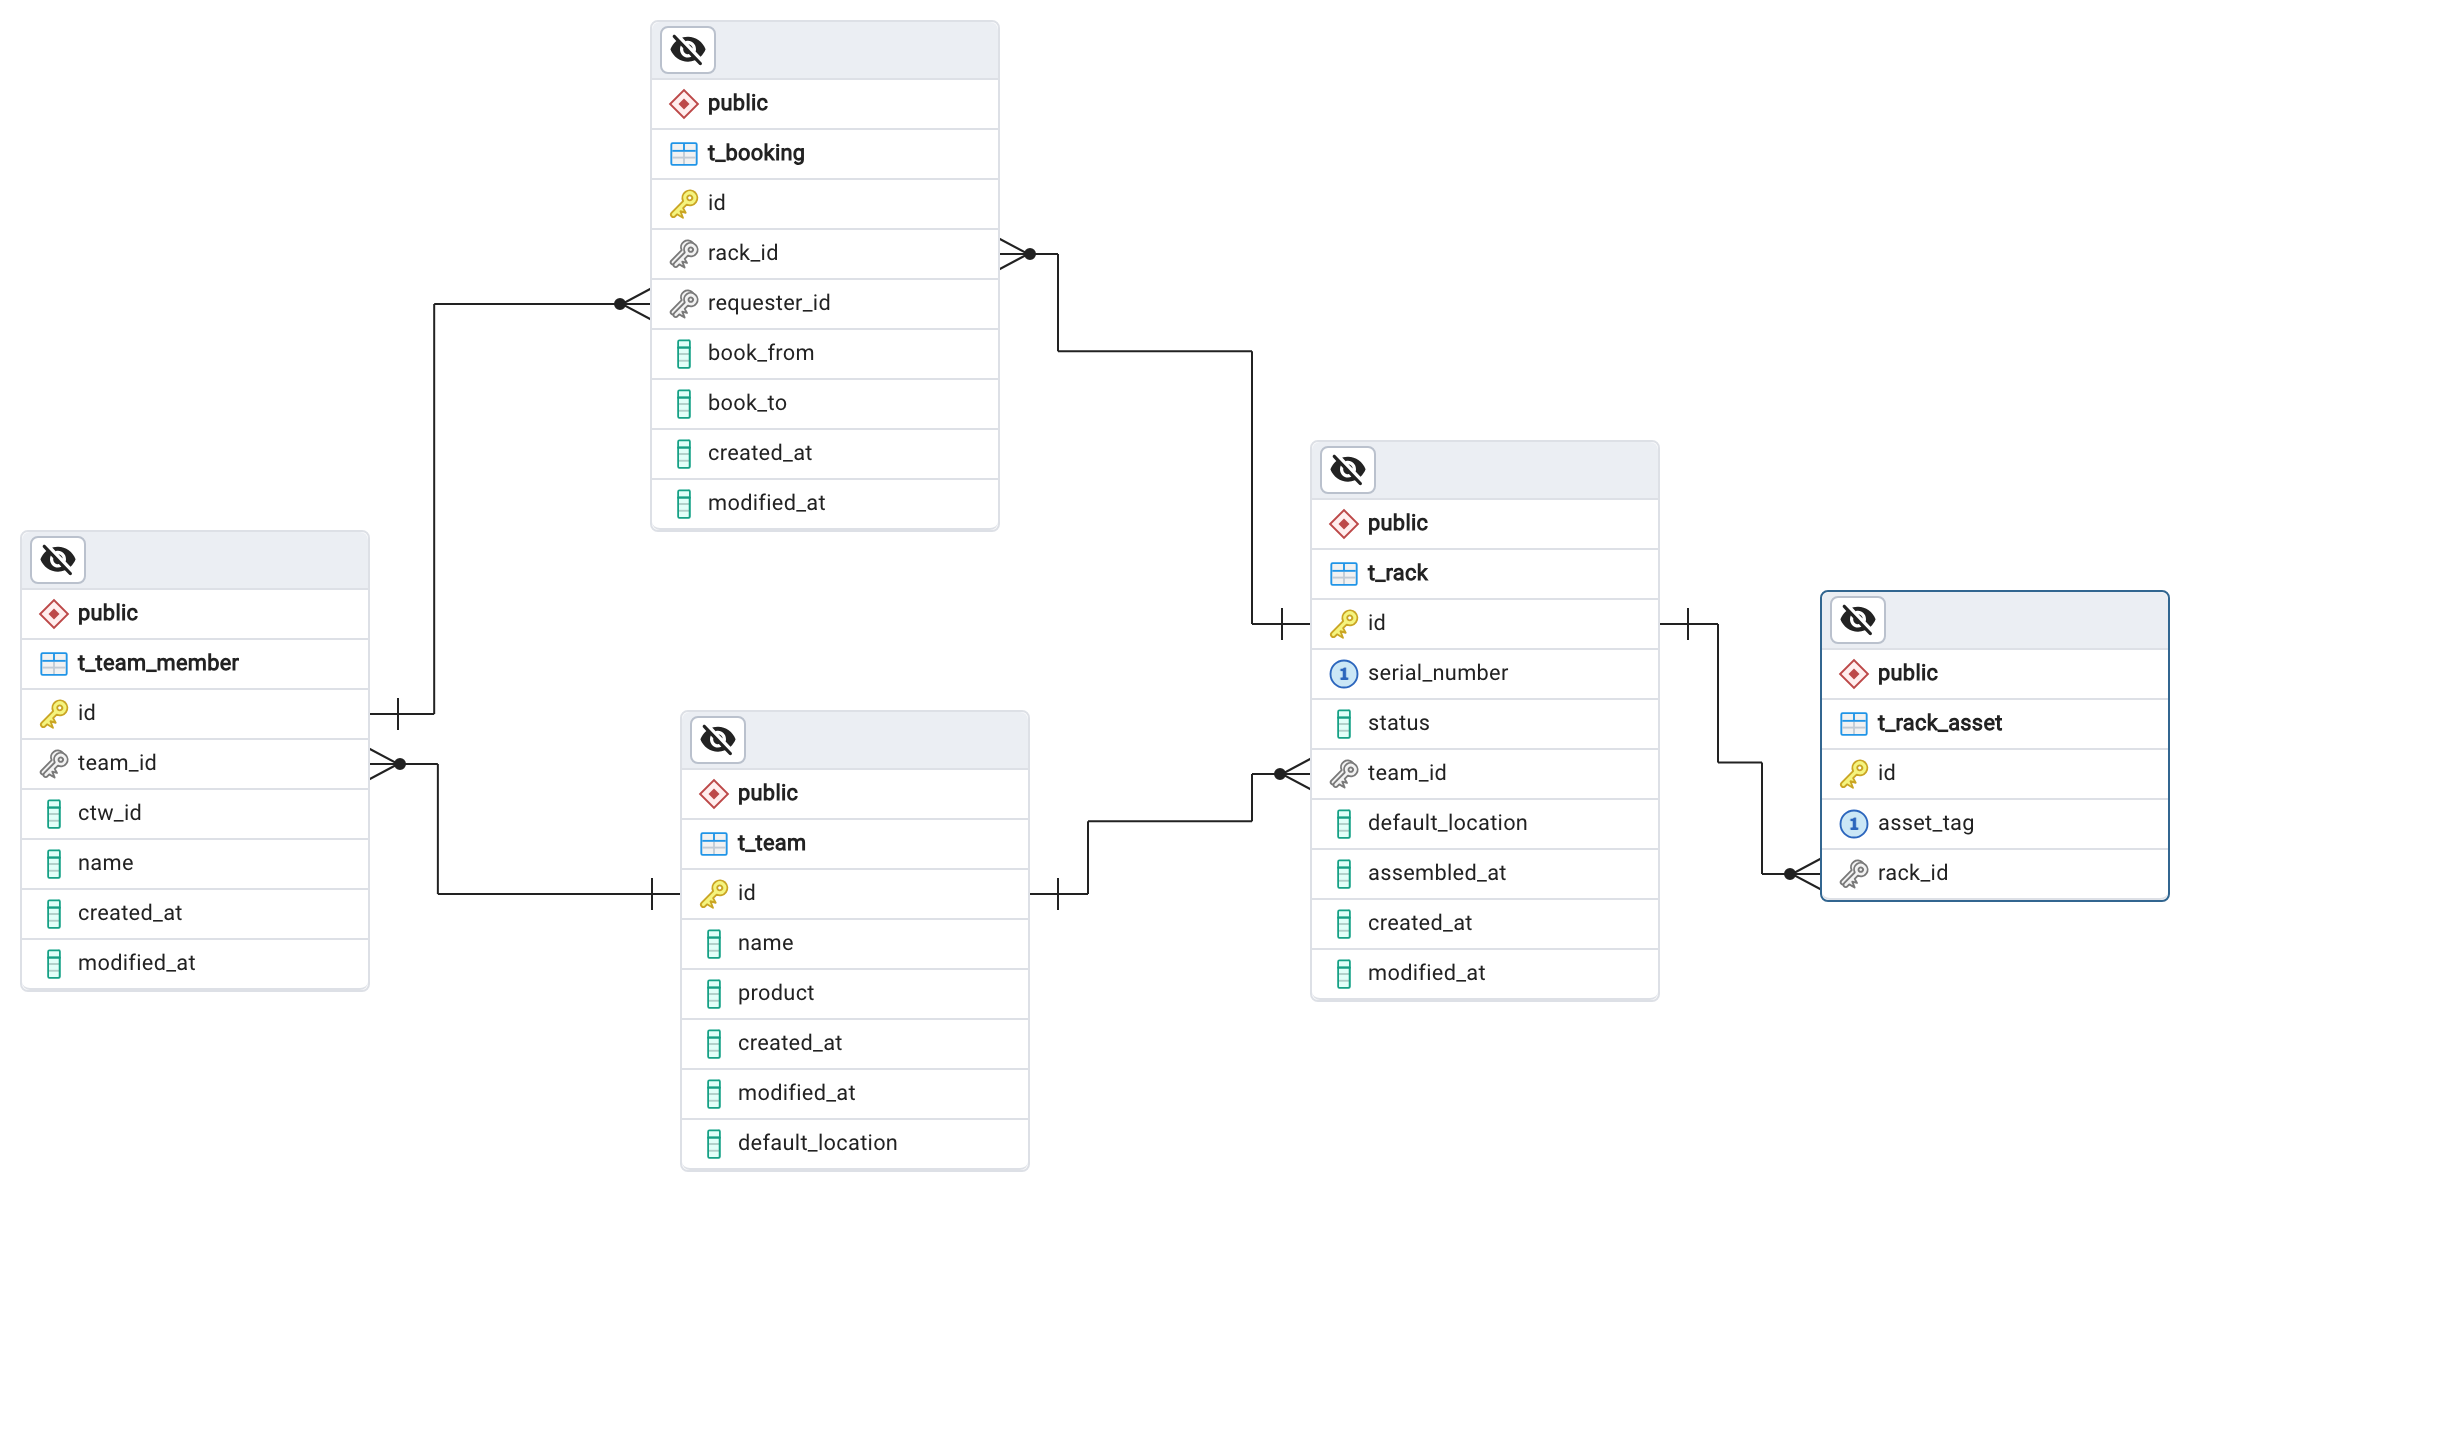 public
t_booking
id
rack_id
requester_id
book_from
book_to
created_at
modified_at
public
t_team_member
id
team_id
ctw_id
name
created_at
modified_at
public
t_team
id
name
product
created_at
modified_at
default_location
public
t_rack
id
1 serial_number
status
team_id
default_location
assembled_at
created_at
modified_at
public
t_rack_asset
id
1 asset_tag
rack_id